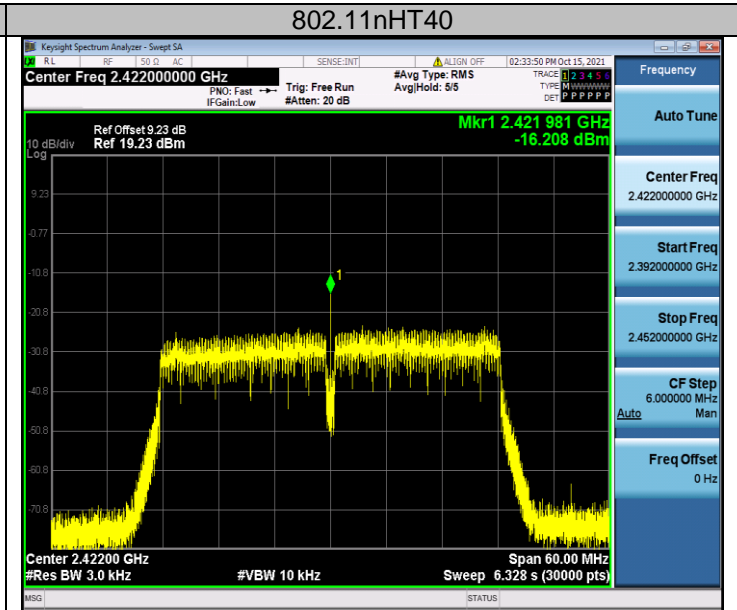 802.11nHT40
Keysight Spectrum Analyzer - Swept SA
RL RF 50 Ω AC SENSE:INT ALIGN OFF 02:33:50 PM Oct 15, 2021
Center Freq 2.422000000 GHz
PNO: Fast
IFGain:Low
Trig: Free Run
#Atten: 20 dB
#Avg Type: RMS
Avg|Hold: 5/5
TRACE 1 2 3 4 5 6
TYPE M W W W W W
DET P P P P P P
Frequency
Auto Tune
Center Freq
2.422000000 GHz
Start Freq
2.392000000 GHz
Stop Freq
2.452000000 GHz
CF Step
6.000000 MHz
Auto Man
Freq Offset
0 Hz
Mkr1 2.421 981 GHz
-16.208 dBm
Ref Offset 9.23 dB
10 dB/div Ref 19.23 dBm
Log
9.23
-0.77
-10.8
1
-20.8
-30.8
-40.8
-50.8
-60.8
-70.8
Center 2.42200 GHz Span 60.00 MHz
#Res BW 3.0 kHz #VBW 10 kHz Sweep 6.328 s (30000 pts)
MSG STATUS